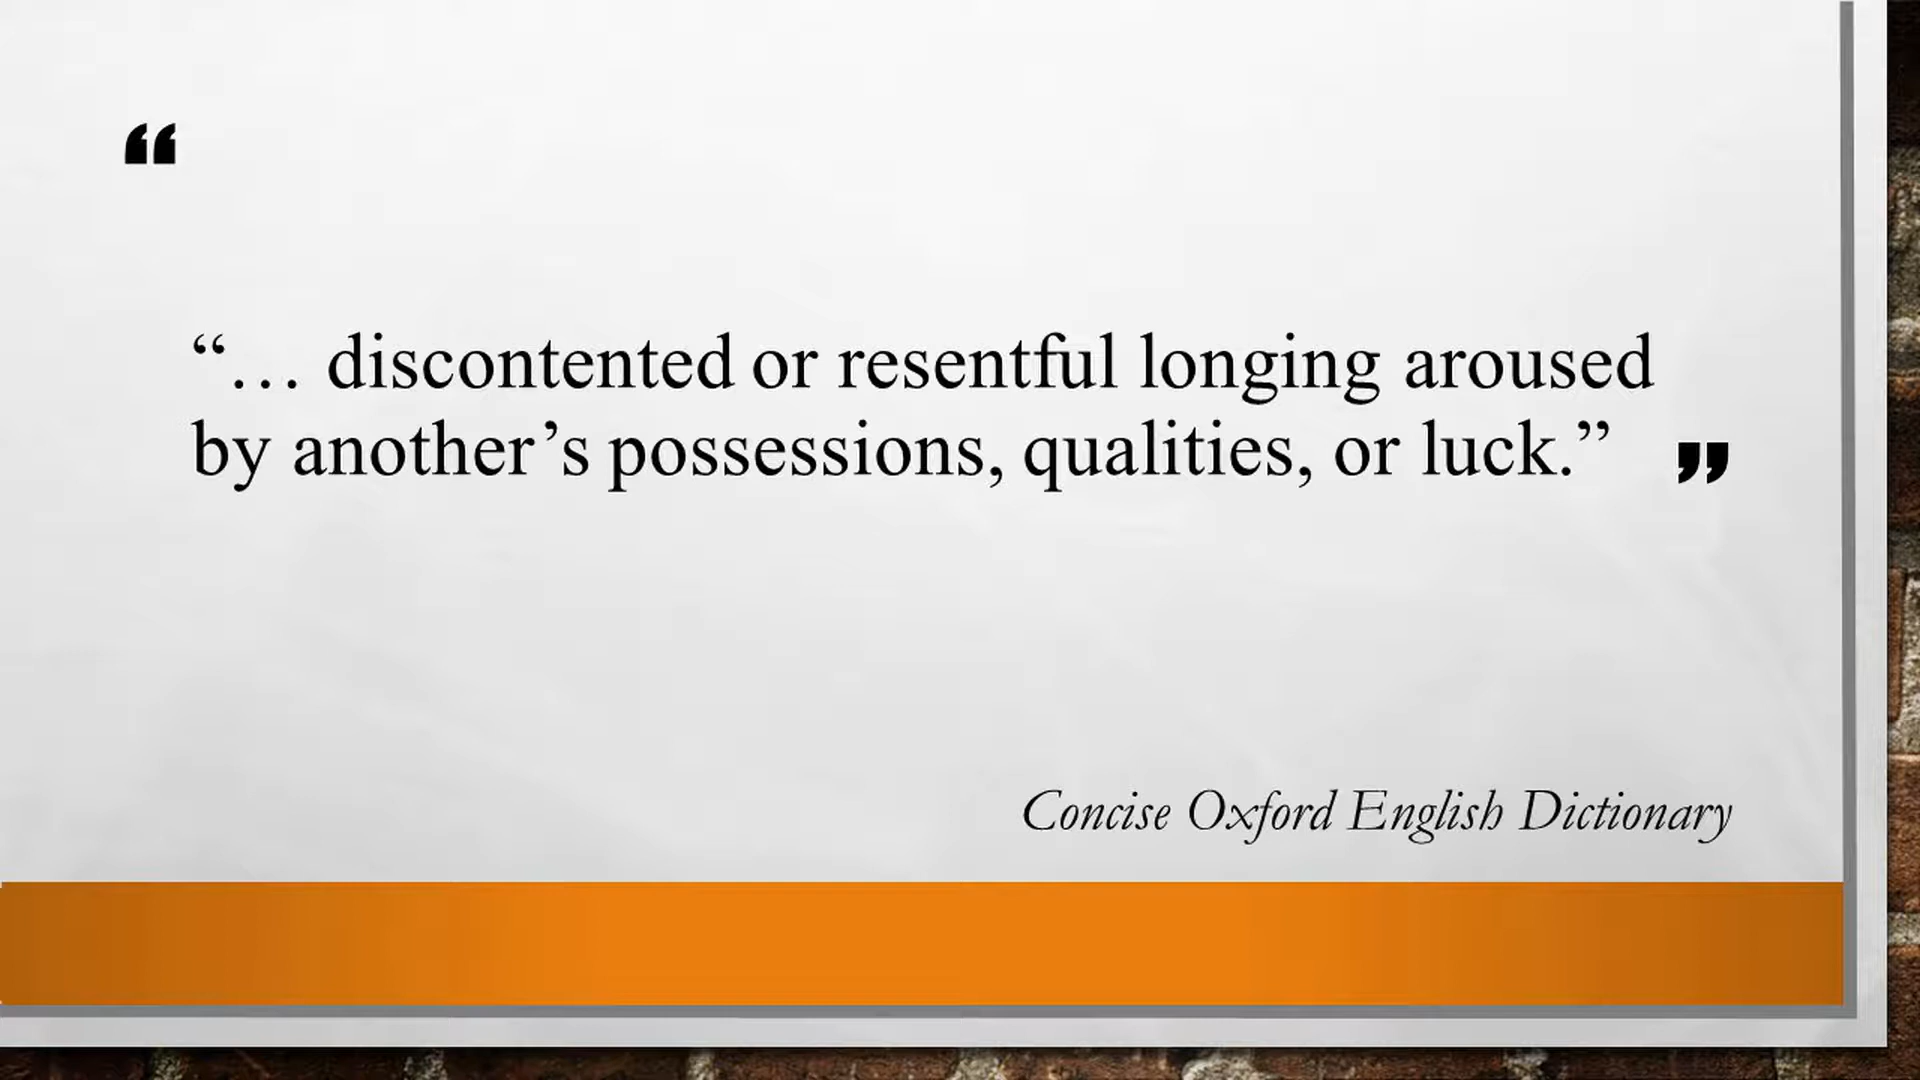 “
“… discontented or resentful longing aroused
by another’s possessions, qualities, or luck.” ”
Concise Oxford English Dictionary